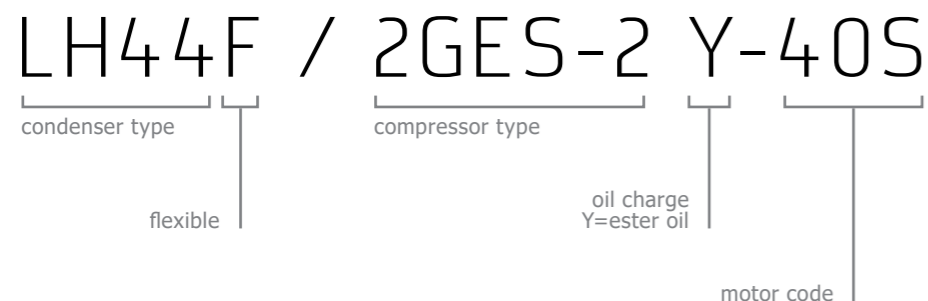 LH44F / 2GES-2 Y-40S
condenser type
compressor type
flexible
oil charge
Y=ester oil
motor code